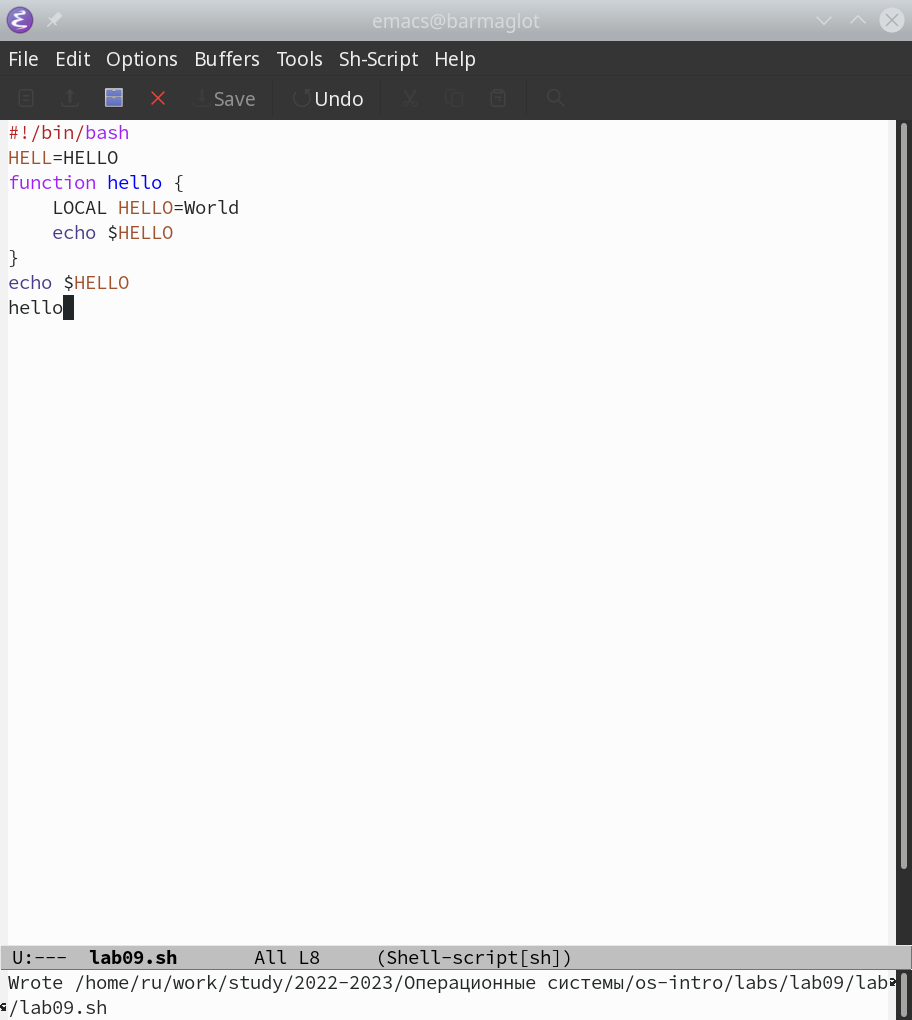 emacs@barmaglot
File Edit Options Buffers Tools Sh-Script Help
Save Undo
#!/bin/bash
HELL=HELLO
function hello {
    LOCAL HELLO=World
    echo $HELLO
}
echo $HELLO
hello
U:--- lab09.sh All L8 (Shell-script[sh])
Wrote /home/ru/work/study/2022-2023/Операционные системы/os-intro/labs/lab09/lab
/lab09.sh